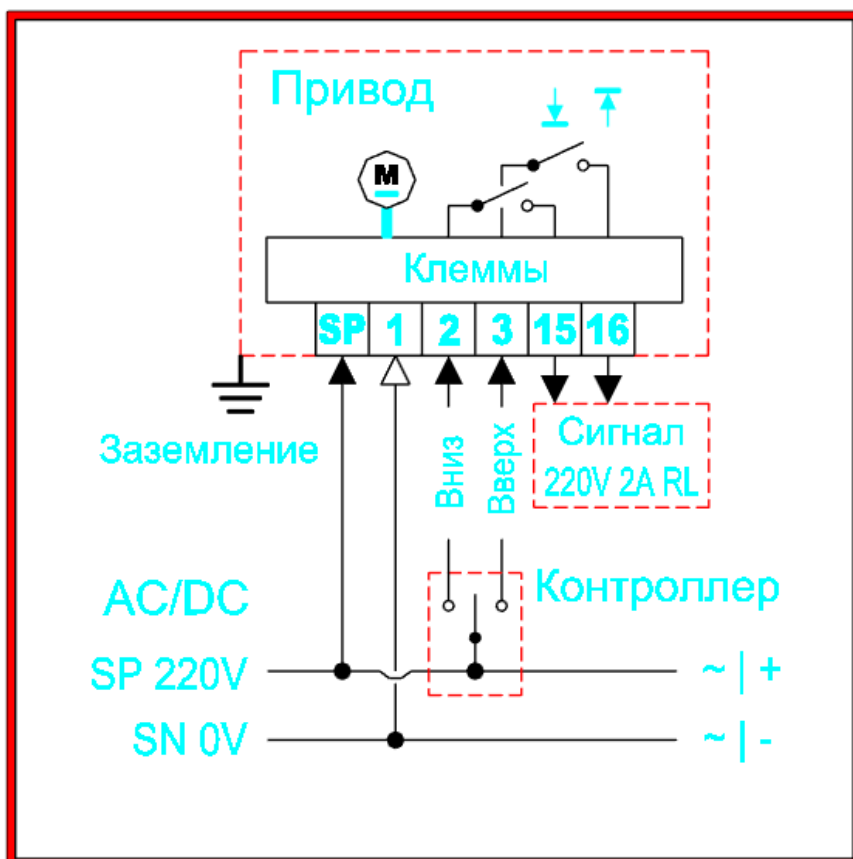 Привод
M
Клеммы
SP 1 2 3 15 16
Заземление
Вниз
Вверх
Сигнал
220V 2A RL
AC/DC
Контроллер
SP 220V ~ | +
SN 0V ~ | -